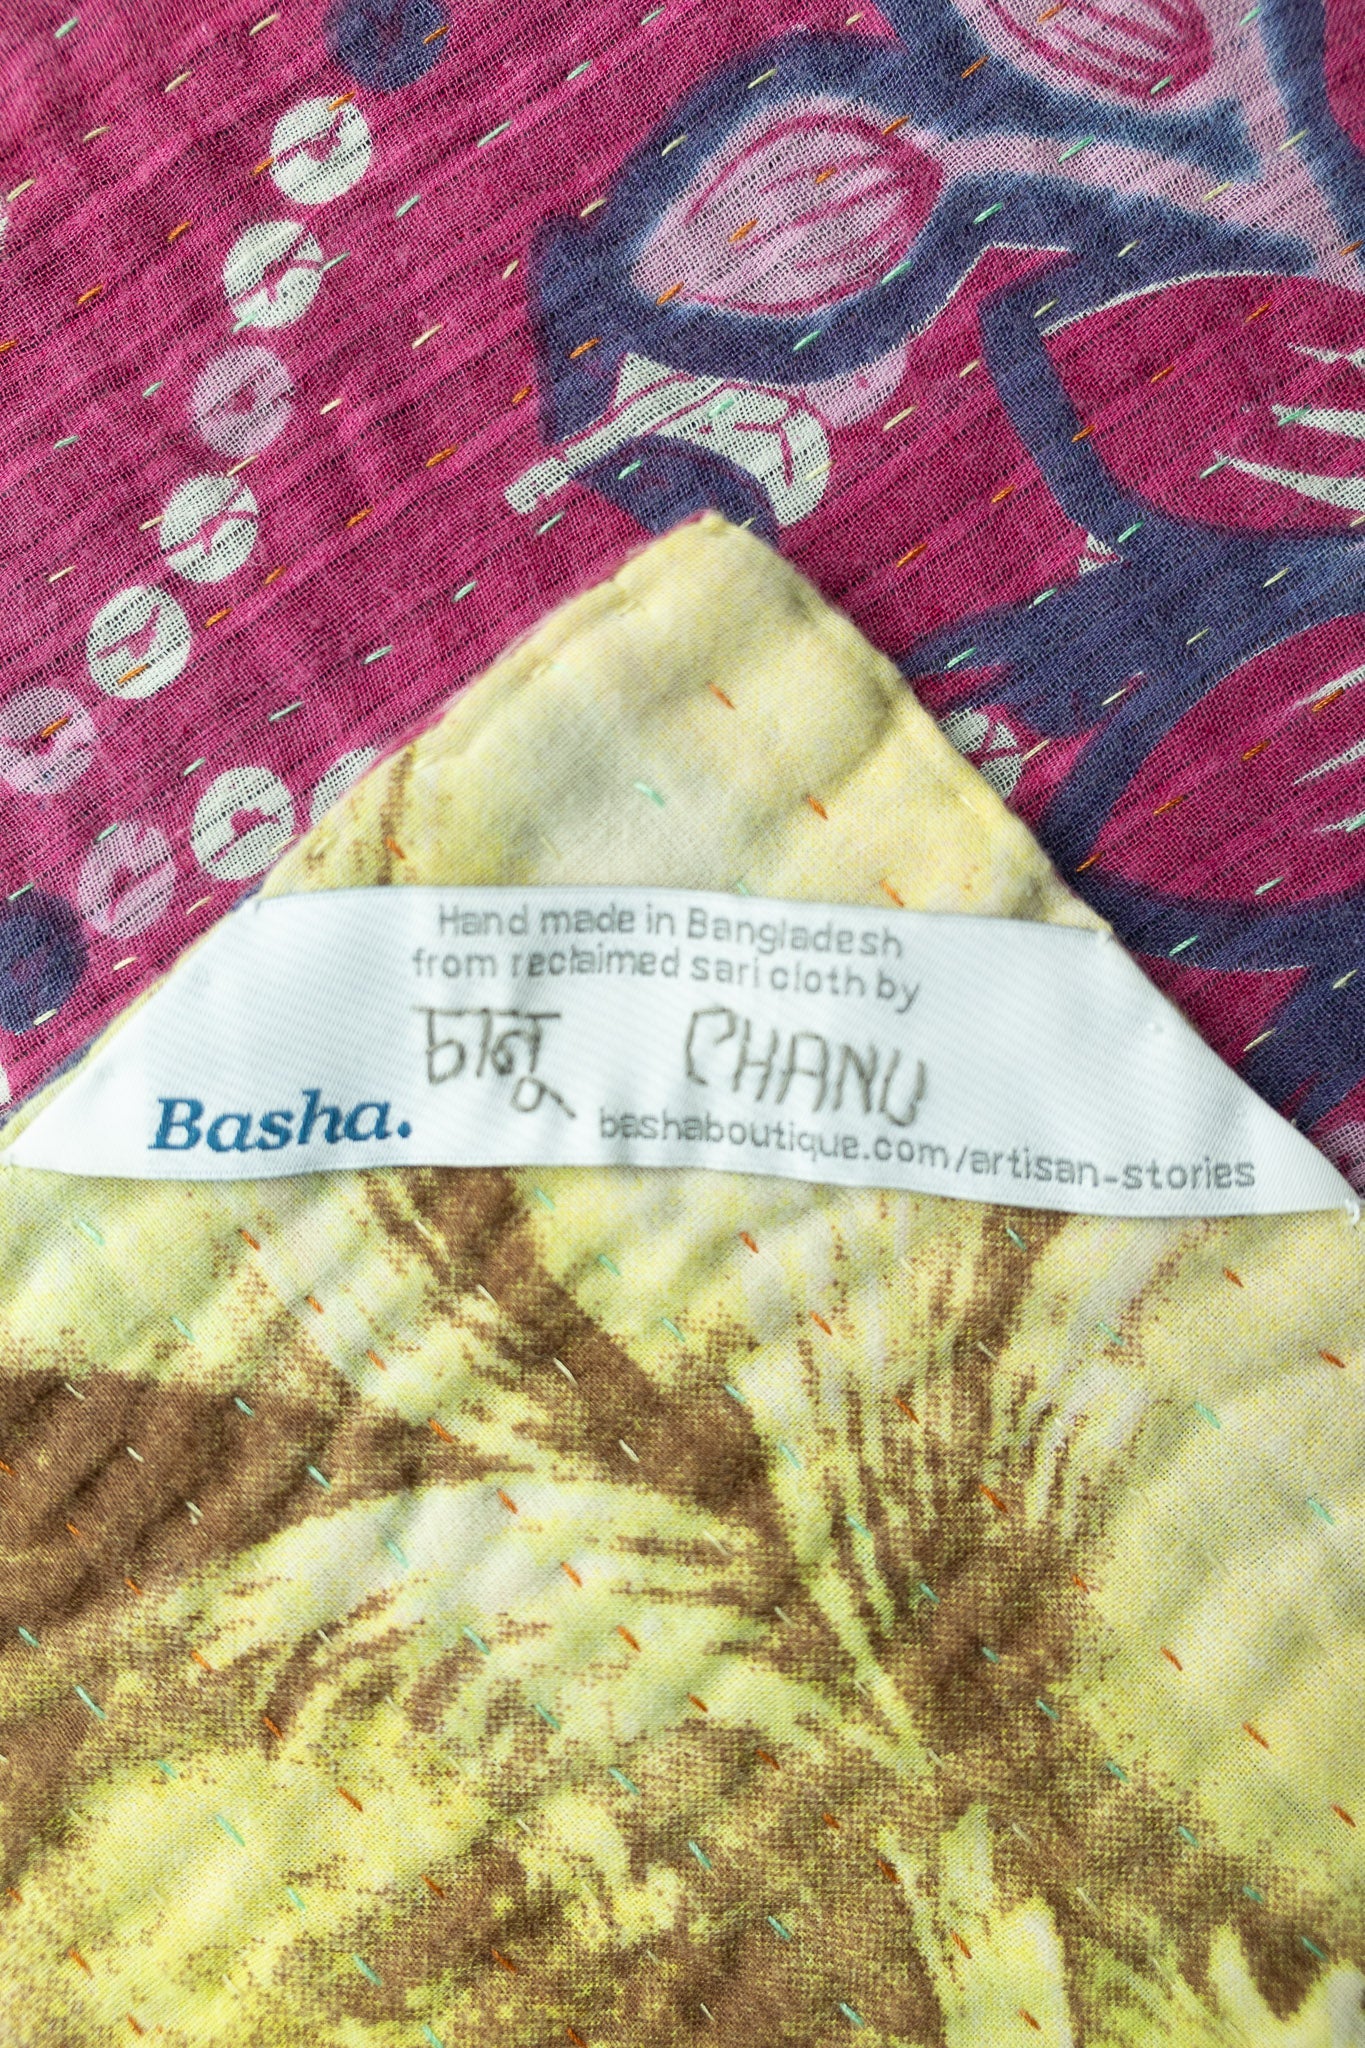 Hand made in Bangladesh
from reclaimed sari cloth by
চানু CHANU
Basha.
bashaboutique.com/artisan-stories